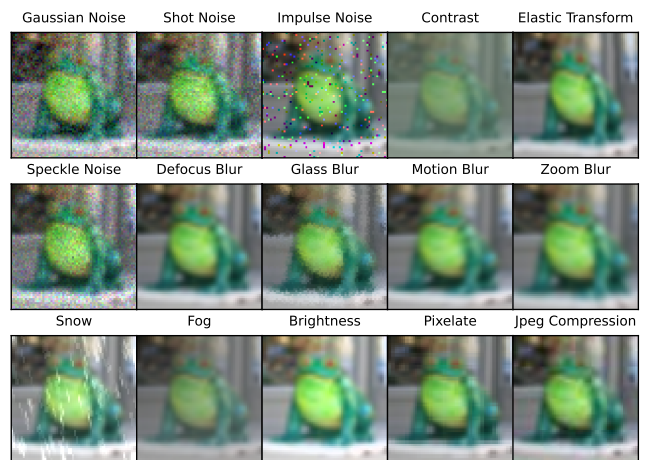 Gaussian Noise Shot Noise Impulse Noise Contrast Elastic Transform
Speckle Noise Defocus Blur Glass Blur Motion Blur Zoom Blur
Snow Fog Brightness Pixelate Jpeg Compression